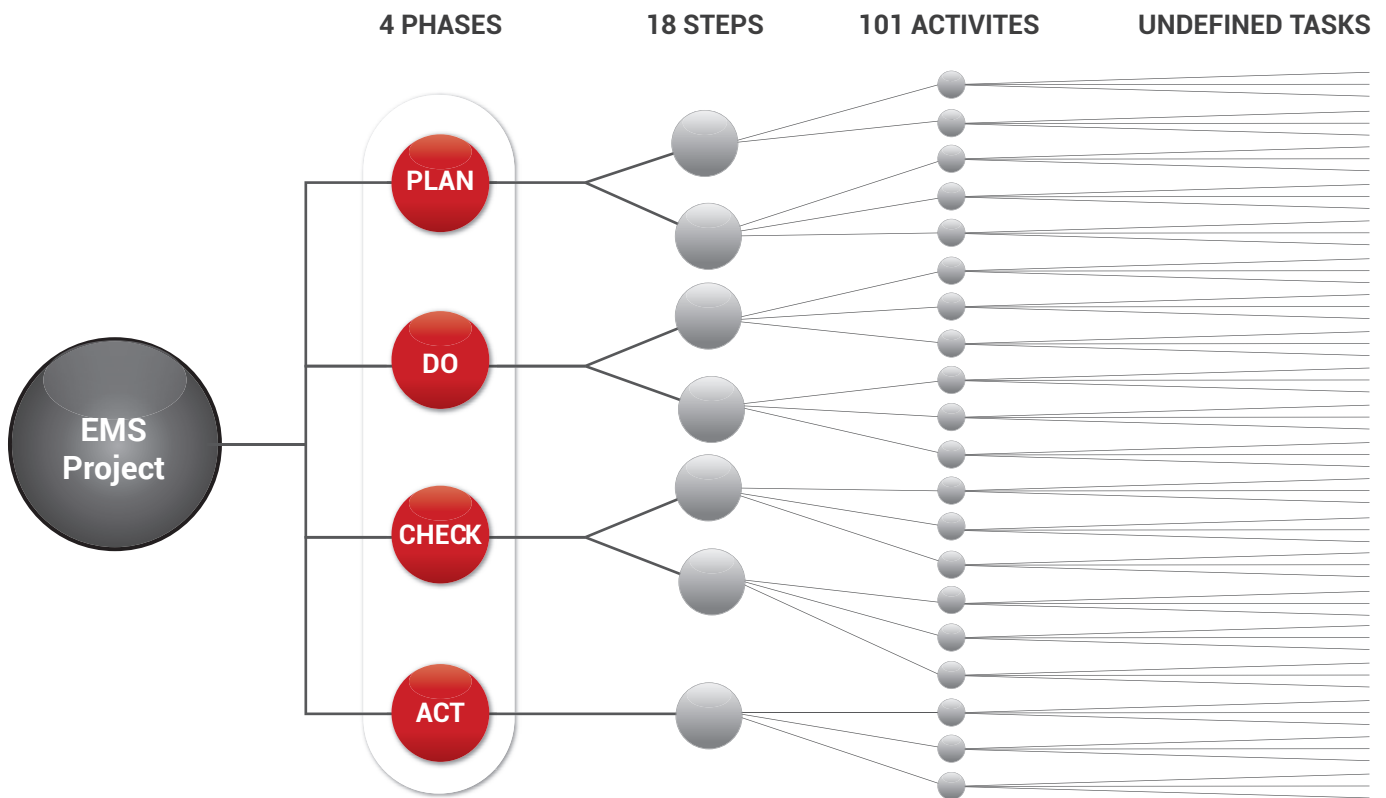 4 PHASES
18 STEPS
101 ACTIVITES
UNDEFINED TASKS
PLAN
DO
EMS
Project
CHECK
ACT